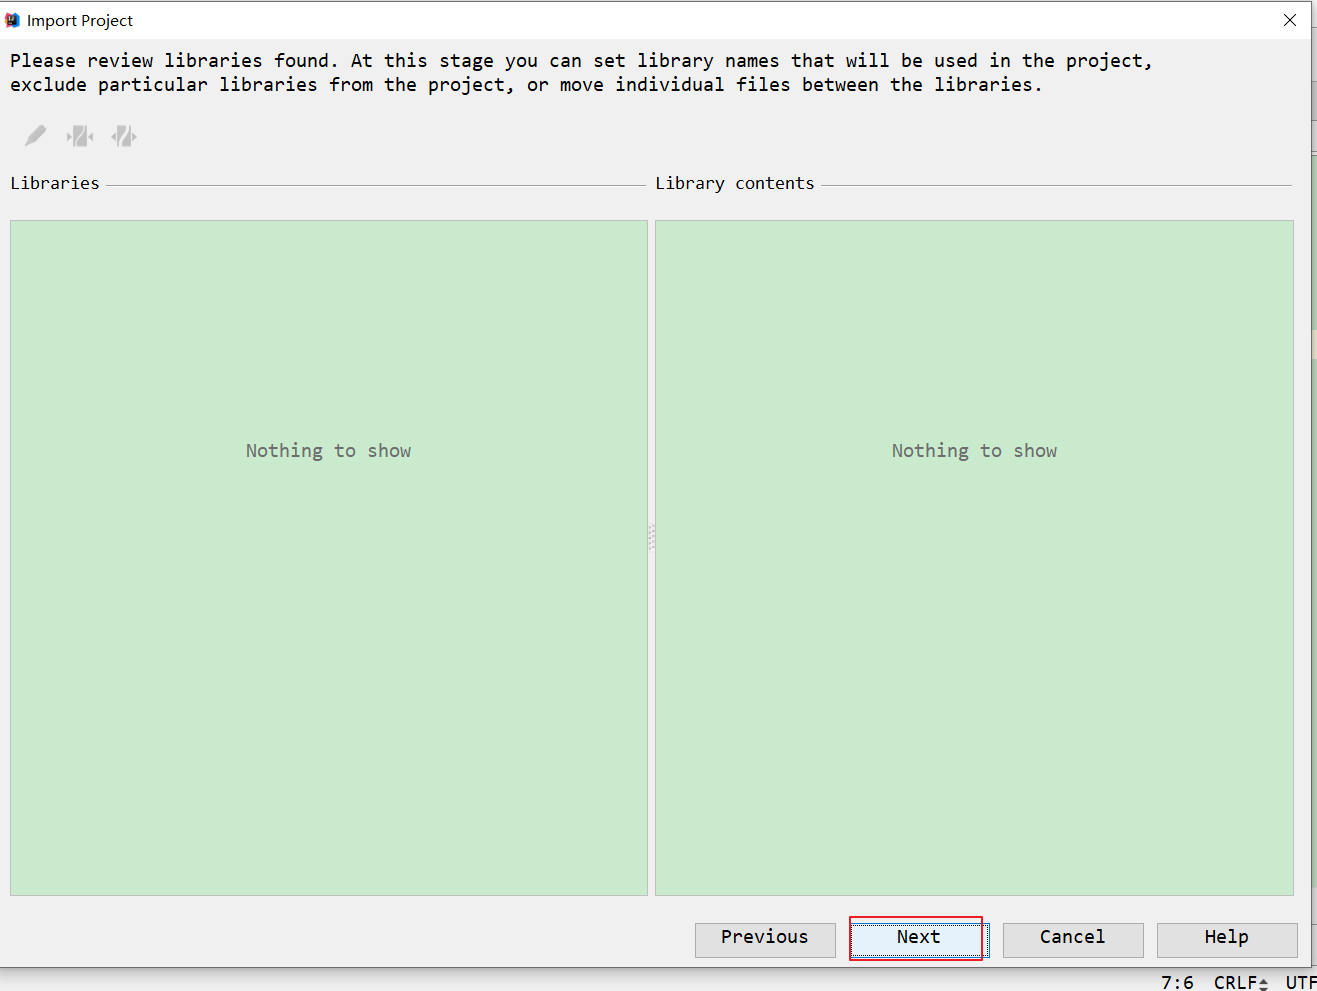 Import Project
Please review libraries found. At this stage you can set library names that will be used in the project,
exclude particular libraries from the project, or move individual files between the libraries.
Libraries
Library contents
Nothing to show
Nothing to show
Previous
Next
Cancel
Help
7:6 CRLF UTF